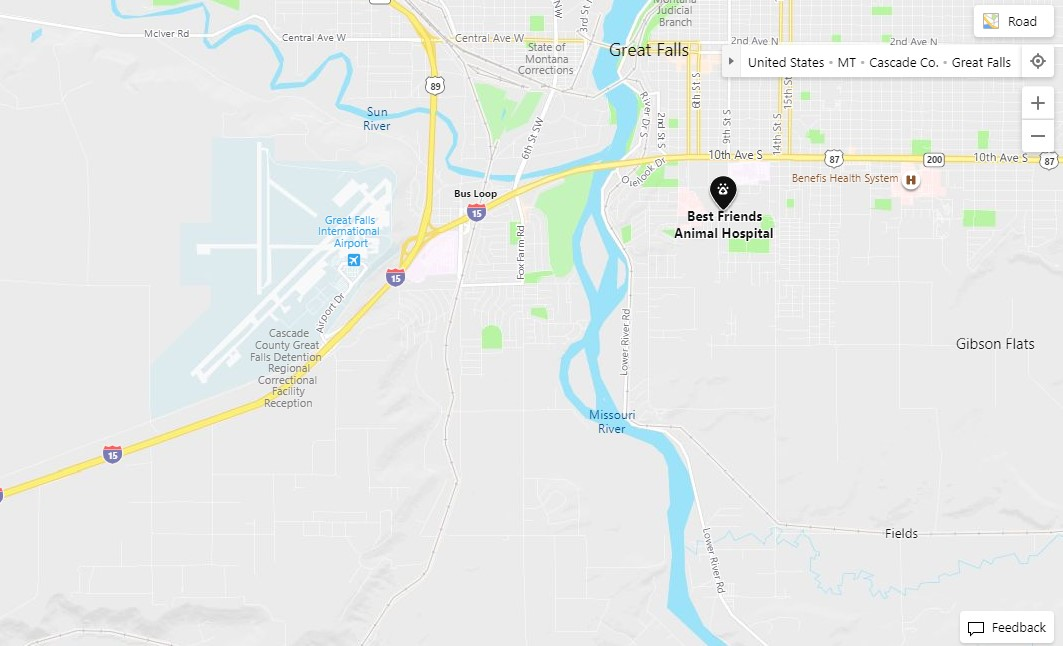 Montana
Judicial
Branch
Road
McIver Rd
Central Ave W
Central Ave W
NW
3rd St
State of
Montana
Corrections
Great Falls
2nd Ave N
2nd Ave N
United States • MT • Cascade Co. • Great Falls
89
Sun
River
6th St SW
River Dr S
2nd St S
6th St S
9th St S
14th St S
15th St
10th Ave S
87
200
10th Ave S
87
Overlook Dr
Benefis Health System
H
Bus Loop
15
Best Friends
Animal Hospital
Great Falls
International
Airport
Fox Farm Rd
15
Airport Dr
Cascade
County Great
Falls Detention
Regional
Correctional
Facility
Reception
Lower River Rd
Gibson Flats
Missouri
River
15
Fields
Lower River Rd
Feedback